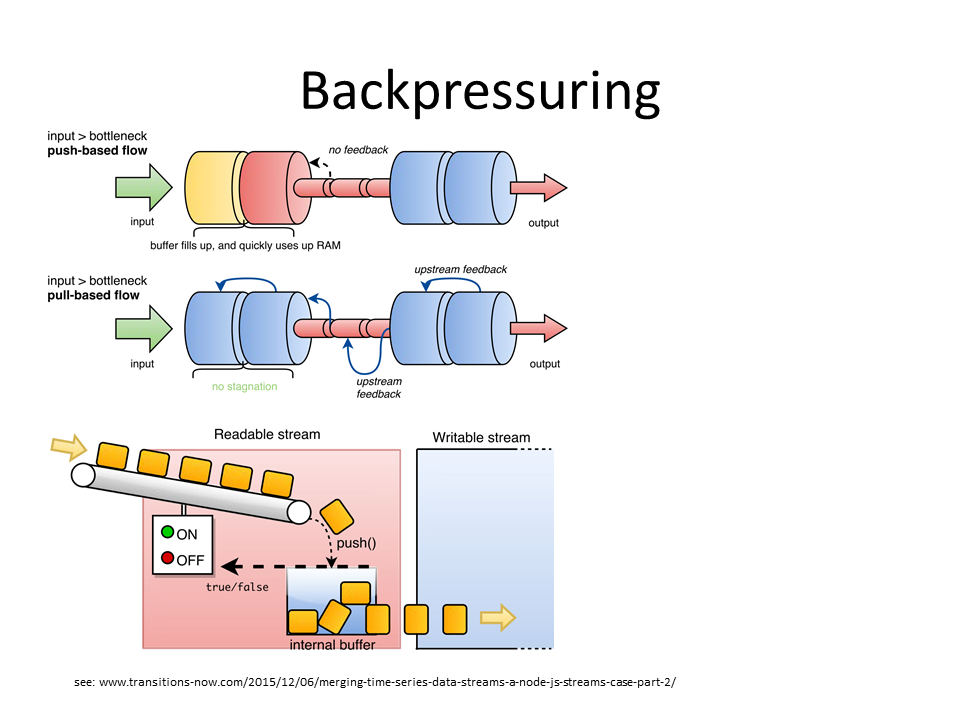 Backpressuring
input > bottleneck
push-based flow
no feedback
input
output
buffer fills up, and quickly uses up RAM
input > bottleneck
pull-based flow
upstream feedback
input
output
no stagnation
upstream
feedback
Readable stream
Writable stream
ON
OFF
push()
true/false
internal buffer
see: www.transitions-now.com/2015/12/06/merging-time-series-data-streams-a-node-js-streams-case-part-2/